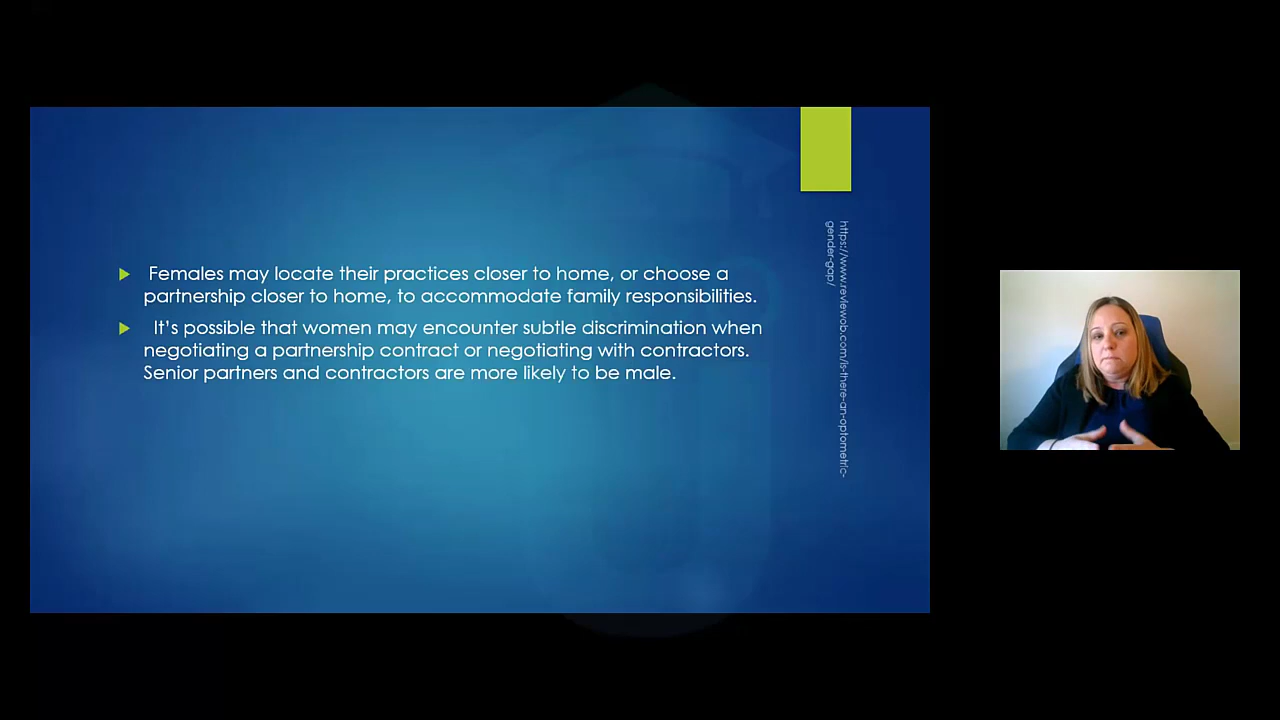 Females may locate their practices closer to home, or choose a
partnership closer to home, to accommodate family responsibilities.
It's possible that women may encounter subtle discrimination when
negotiating a partnership contract or negotiating with contractors.
Senior partners and contractors are more likely to be male.
https://www.reviewob.com/is-there-an-optometric-
gender-gap/